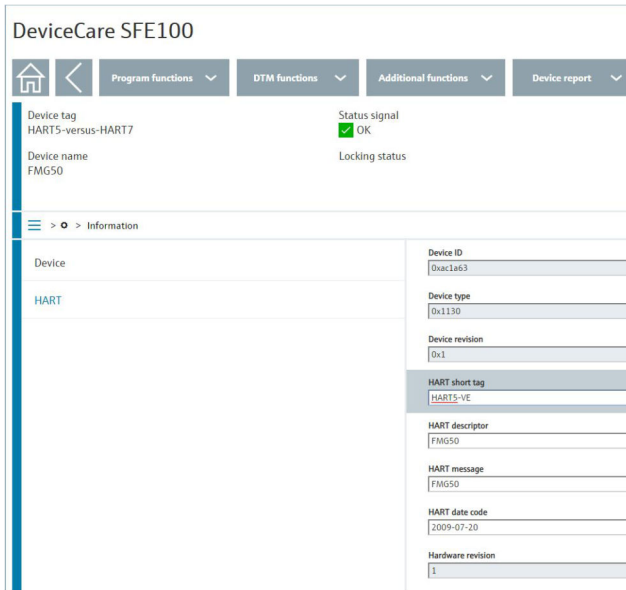 DeviceCare SFE100
Program functions
DTM functions
Additional functions
Device report
Device tag
HART5-versus-HART7
Status signal
OK
Device name
FMG50
Locking status
> > Information
Device
HART
Device ID
0xac1a63
Device type
0x1130
Device revision
0x1
HART short tag
HART5-VE
HART descriptor
FMG50
HART message
FMG50
HART date code
2009-07-20
Hardware revision
1